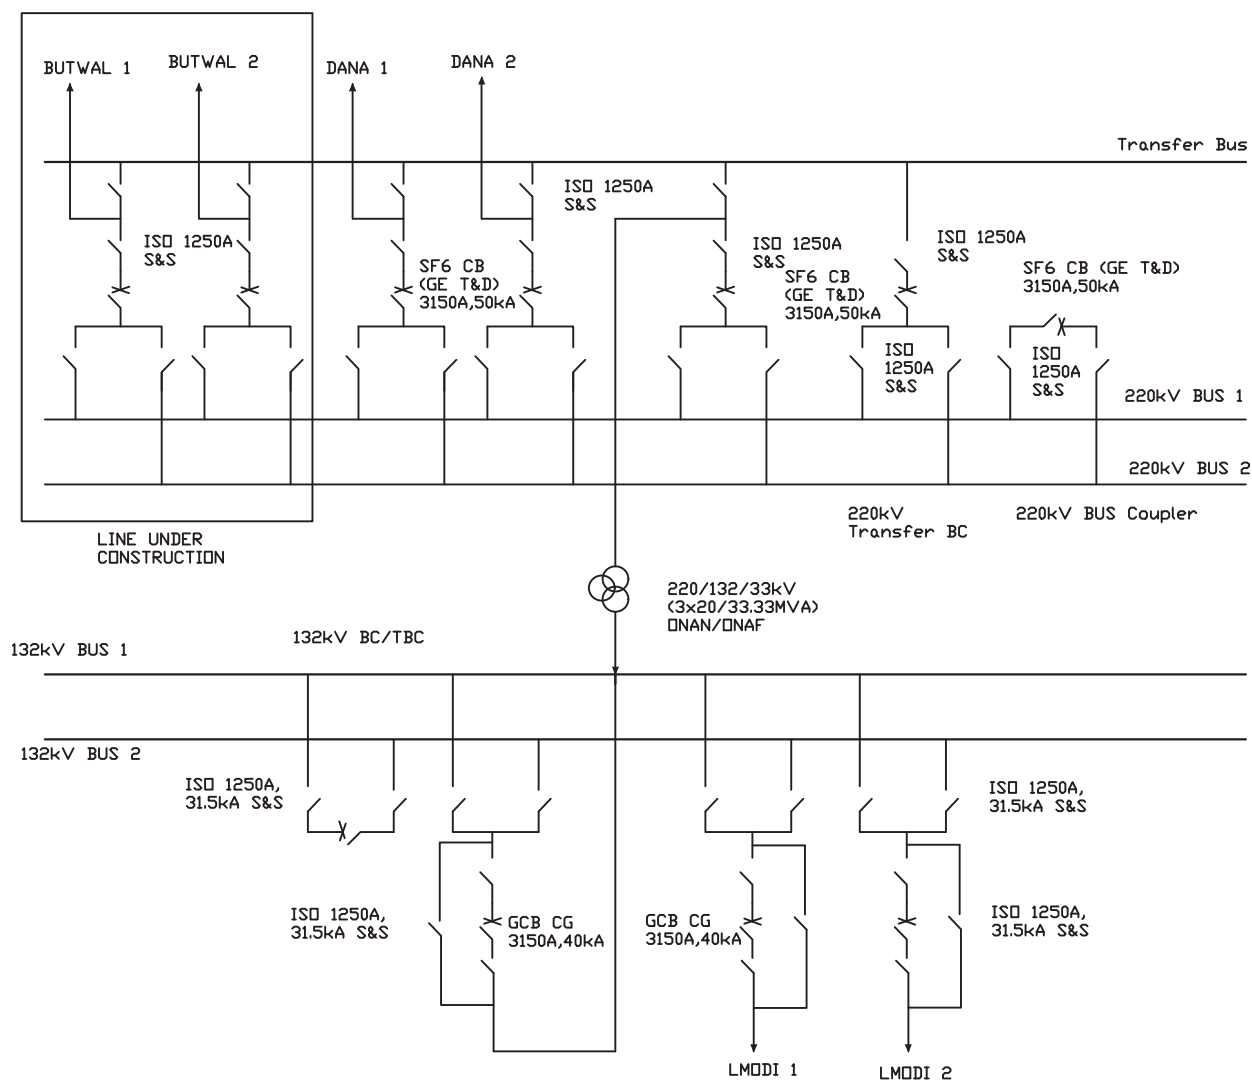 BUTWAL 1
BUTWAL 2
DANA 1
DANA 2
Transfer Bus
ISO 1250A
S&S
ISO 1250A
S&S
ISO 1250A
S&S
ISO 1250A
S&S
SF6 CB
(GE T&D)
3150A,50kA
SF6 CB
(GE T&D)
3150A,50kA
SF6 CB (GE T&D)
3150A,50kA
ISO
1250A
S&S
ISO
1250A
S&S
220kV BUS 1
220kV BUS 2
220kV
Transfer BC
220kV BUS Coupler
LINE UNDER
CONSTRUCTION
220/132/33kV
(3x20/33.33MVA)
ONAN/ONAF
132kV BC/TBC
132kV BUS 1
132kV BUS 2
ISO 1250A,
31.5kA S&S
ISO 1250A,
31.5kA S&S
ISO 1250A,
31.5kA S&S
GCB CG
3150A,40kA
GCB CG
3150A,40kA
ISO 1250A,
31.5kA S&S
LMODI 1
LMODI 2